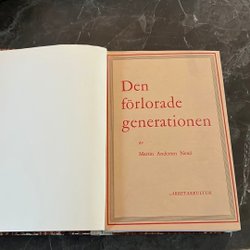 Den
förlorade
generationen
av
Martin Andersen Nexö
ARBETARKULTUR